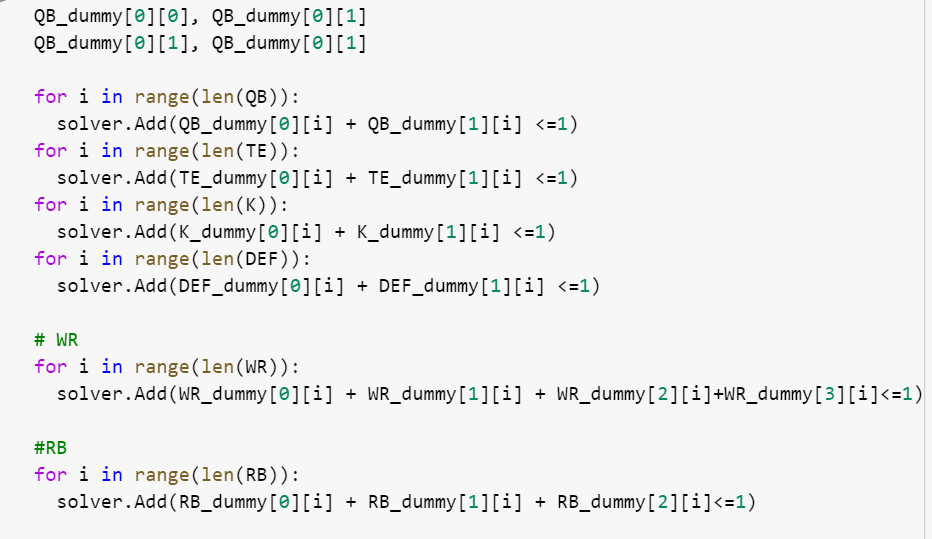 QB_dummy[0][0], QB_dummy[0][1]
QB_dummy[0][1], QB_dummy[0][1]
for i in range(len(QB)):
  solver.Add(QB_dummy[0][i] + QB_dummy[1][i] <=1)
for i in range(len(TE)):
  solver.Add(TE_dummy[0][i] + TE_dummy[1][i] <=1)
for i in range(len(K)):
  solver.Add(K_dummy[0][i] + K_dummy[1][i] <=1)
for i in range(len(DEF)):
  solver.Add(DEF_dummy[0][i] + DEF_dummy[1][i] <=1)
# WR
for i in range(len(WR)):
  solver.Add(WR_dummy[0][i] + WR_dummy[1][i] + WR_dummy[2][i]+WR_dummy[3][i]<=1)
#RB
for i in range(len(RB)):
  solver.Add(RB_dummy[0][i] + RB_dummy[1][i] + RB_dummy[2][i]<=1)